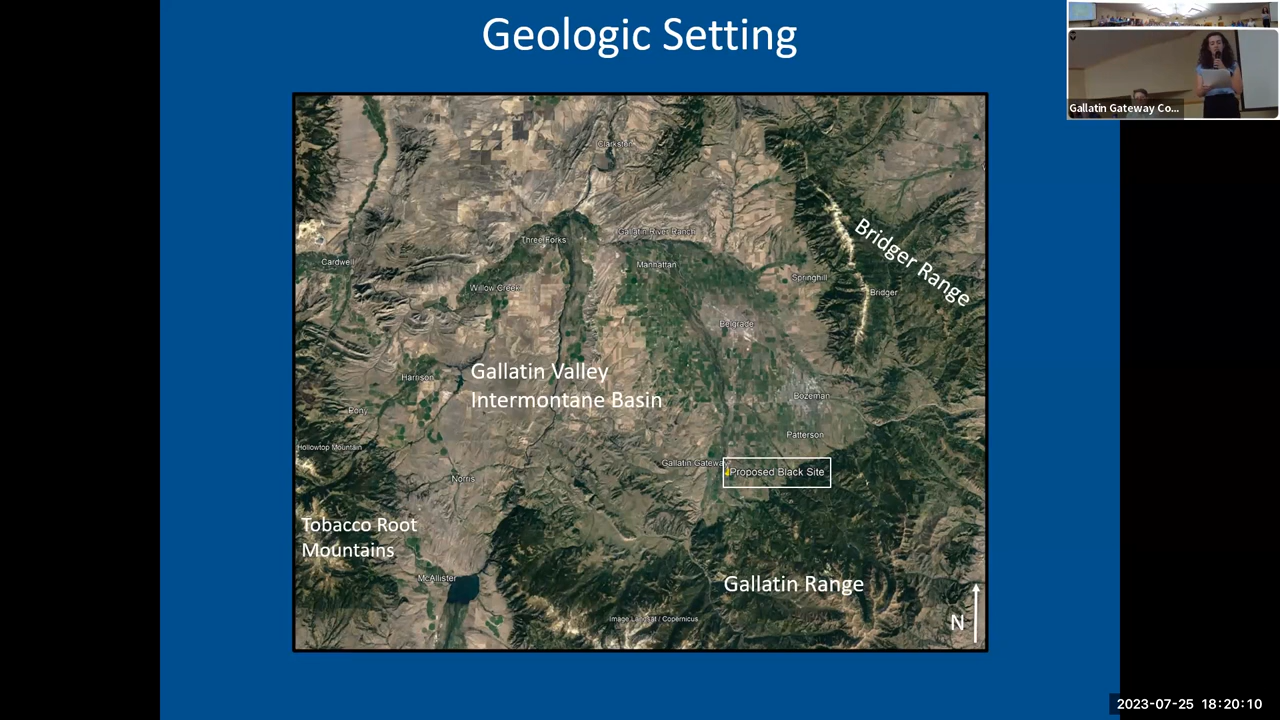 Geologic Setting
Gallatin Gateway Co...
Clarkston
Bridger Range
Gallatin River Ranch
Three Forks
Cardwell
Manhattan
Springhill
Willow Creek
Bridger
Belgrade
Gallatin Valley
Intermontane Basin
Harrison
Bozeman
Pony
Patterson
Hollowtop Mountain
Gallatin Gateway
Proposed Black Site
Norris
Tobacco Root
Mountains
McAllister
Gallatin Range
Image Landsat / Copernicus
N
2023-07-25 18:20:10